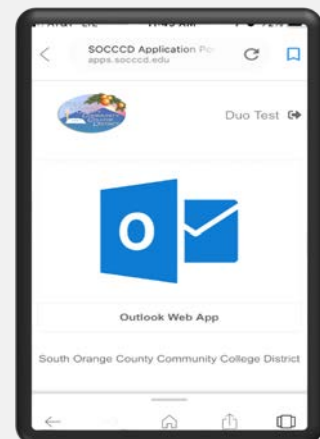 SOCCCD Application Po
apps.socccd.edu
Duo Test
O
Outlook Web App
South Orange County Community College District